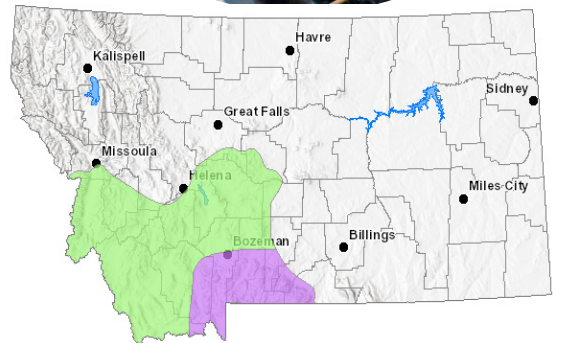 Havre
Kalispell
Sidney
Great Falls
Missoula
Helena
Miles City
Bozeman
Billings